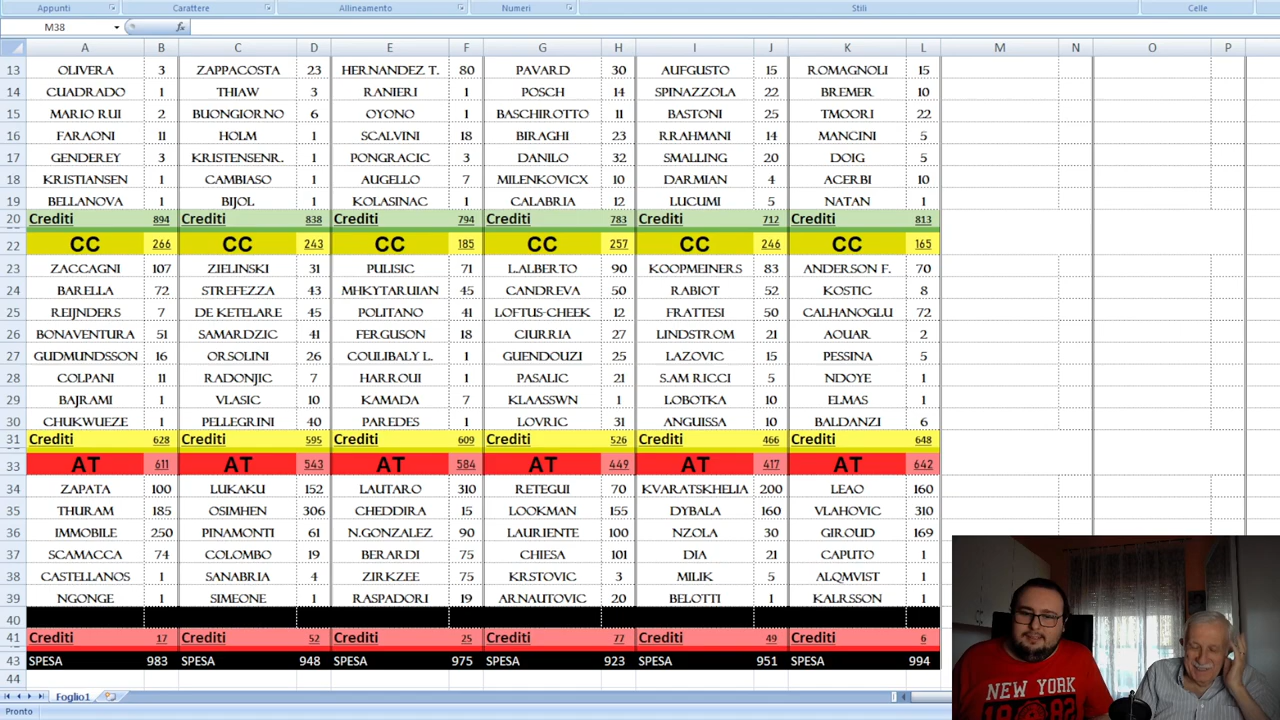 Appunti Carattere Allineamento Numeri Stili Celle
M38 fx
A B C D E F G H I J K L M N O P
13 OLIVERA 3 ZAPPACOSTA 23 HERNANDEZ T. 80 PAVARD 30 AUFGUSTO 15 ROMAGNOLI 15
14 CUADRADO 1 THIAW 3 RANIERI 1 POSCH 14 SPINAZZOLA 22 BREMER 10
15 MARIO RUI 2 BUONGIORNO 6 OYONO 1 BASCHIROTTO 11 BASTONI 25 TMOORI 22
16 FARAONI 11 HOLM 1 SCALVINI 18 BIRAGHI 23 RRAHMANI 14 MANCINI 5
17 GENDEREY 3 KRISTENSENR. 1 PONGRACIC 3 DANILO 32 SMALLING 20 DOIG 5
18 KRISTIANSEN 1 CAMBIASO 1 AUGELLO 7 MILENKOVICX 10 DARMIAN 4 ACERBI 10
19 BELLANOVA 1 BIJOL 1 KOLASINAC 1 CALABRIA 12 LUCUMI 5 NATAN 1
20 Crediti 894 Crediti 838 Crediti 794 Crediti 783 Crediti 712 Crediti 813
22 CC 266 CC 243 CC 185 CC 257 CC 246 CC 165
23 ZACCAGNI 107 ZIELINSKI 31 PULISIC 71 L.ALBERTO 90 KOOPMEINERS 83 ANDERSON F. 70
24 BARELLA 72 STREFEZZA 43 MHKYTARUIAN 45 CANDREVA 50 RABIOT 52 KOSTIC 8
25 REIJNDERS 7 DE KETELARE 45 POLITANO 41 LOFTUS-CHEEK 12 FRATTESI 50 CALHANOGLU 72
26 BONAVENTURA 51 SAMARDZIC 41 FERGUSON 18 CIURRIA 27 LINDSTROM 21 AOUAR 2
27 GUDMUNDSSON 16 ORSOLINI 26 COULIBALY L. 1 GUENDOUZI 25 LAZOVIC 15 PESSINA 5
28 COLPANI 11 RADONJIC 7 HARROUI 1 PASALIC 21 S.AM RICCI 5 NDOYE 1
29 BAJRAMI 1 VLASIC 10 KAMADA 7 KLAASSWN 1 LOBOTKA 10 ELMAS 1
30 CHUKWUEZE 1 PELLEGRINI 40 PAREDES 1 LOVRIC 31 ANGUISSA 10 BALDANZI 6
31 Crediti 628 Crediti 595 Crediti 609 Crediti 526 Crediti 466 Crediti 648
33 AT 611 AT 543 AT 584 AT 449 AT 417 AT 642
34 ZAPATA 100 LUKAKU 152 LAUTARO 310 RETEGUI 70 KVARATSKHELIA 200 LEAO 160
35 THURAM 185 OSIMHEN 306 CHEDDIRA 15 LOOKMAN 155 DYBALA 160 VLAHOVIC 310
36 IMMOBILE 250 PINAMONTI 61 N.GONZALEZ 90 LAURIENTE 100 NZOLA 30 GIROUD 169
37 SCAMACCA 74 COLOMBO 19 BERARDI 75 CHIESA 101 DIA 21 CAPUTO 1
38 CASTELLANOS 1 SANABRIA 4 ZIRKZEE 75 KRSTOVIC 3 MILIK 5 ALQMVIST 1
39 NGONGE 1 SIMEONE 1 RASPADORI 19 ARNAUTOVIC 20 BELOTTI 1 KALRSSON 1
40
41 Crediti 17 Crediti 52 Crediti 25 Crediti 77 Crediti 49 Crediti 6
43 SPESA 983 SPESA 948 SPESA 975 SPESA 923 SPESA 951 SPESA 994
44
Foglio1
Pronto
NEW YORK